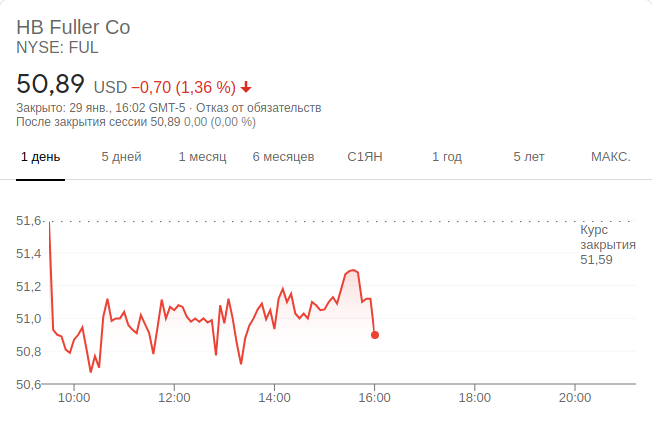 HB Fuller Co
NYSE: FUL
50,89 USD −0,70 (1,36 %)
Закрыто: 29 янв., 16:02 GMT-5 · Отказ от обязательств
После закрытия сессии 50,89 0,00 (0,00 %)
1 день 5 дней 1 месяц 6 месяцев С1ЯН 1 год 5 лет МАКС.
51,6
Курс
закрытия
51,59
51,4
51,2
51,0
50,8
50,6
10:00 12:00 14:00 16:00 18:00 20:00